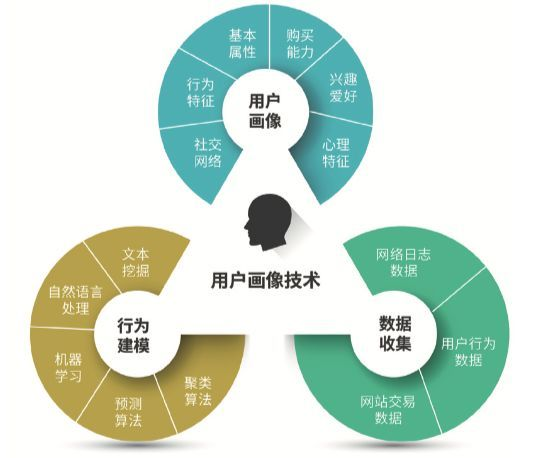 基本
属性
购买
能力
行为
特征
兴趣
爱好
社交
网络
心理
特征
用户
画像
用户画像技术
文本
挖掘
自然语言
处理
机器
学习
预测
算法
聚类
算法
行为
建模
网络日志
数据
用户行为
数据
网站交易
数据
数据
收集